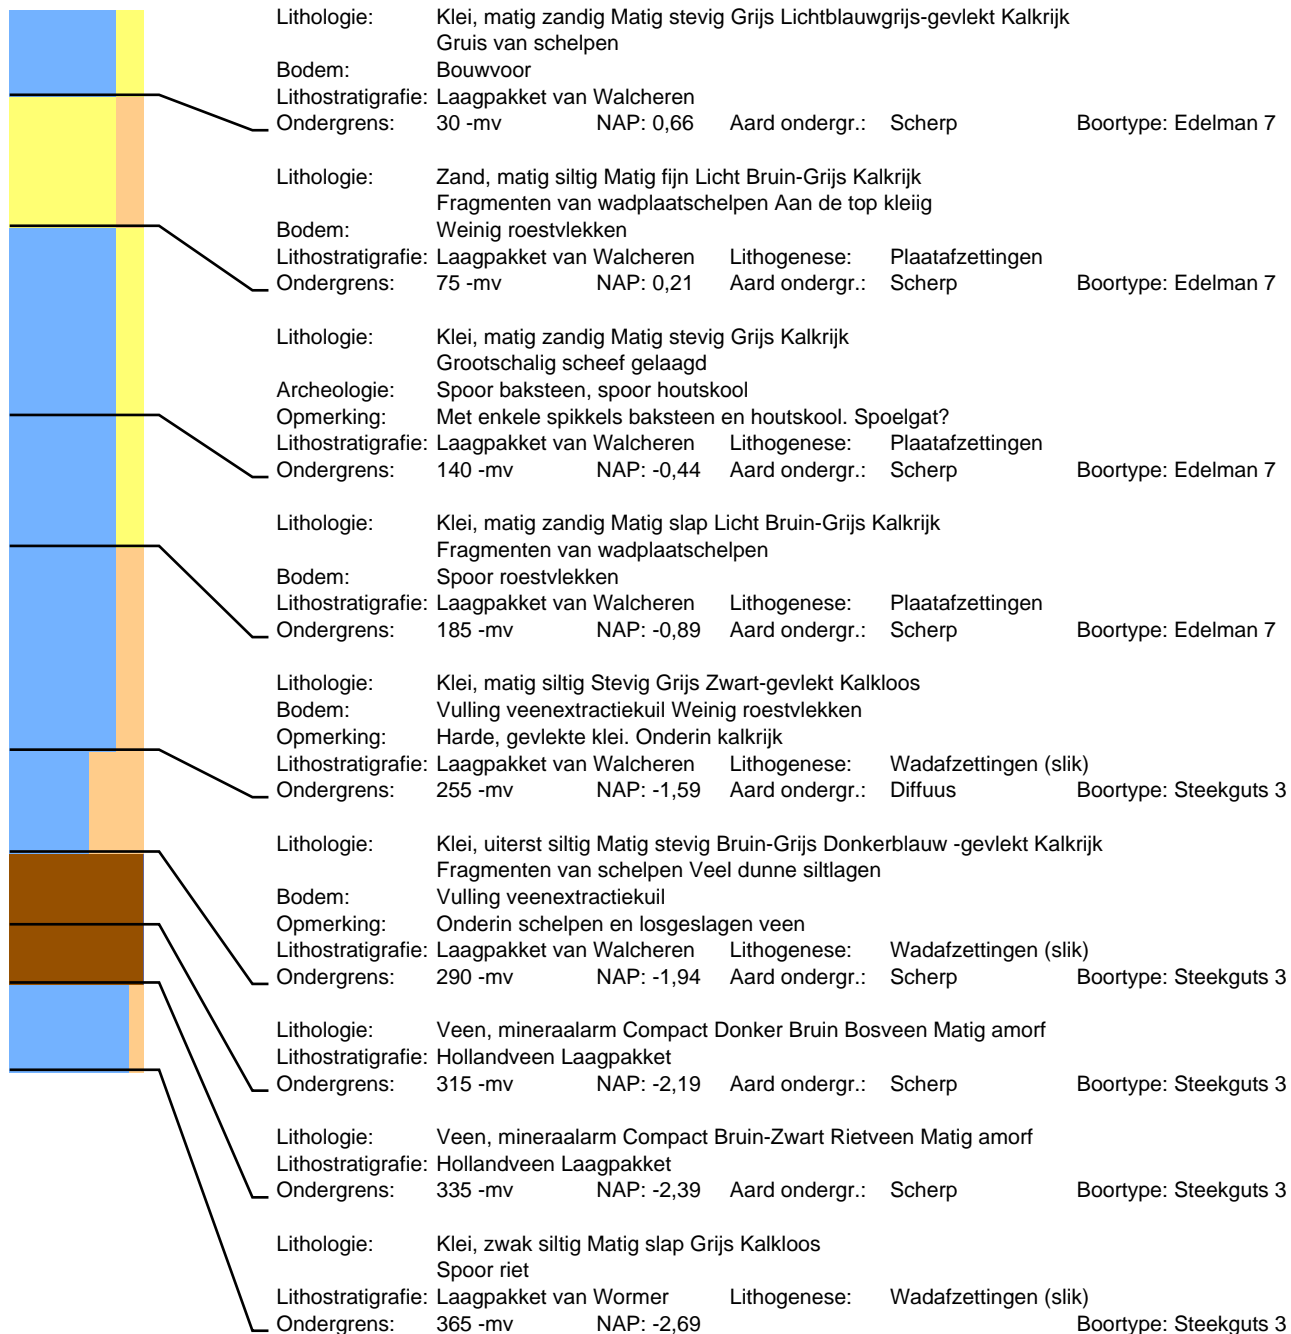 Lithologie: Klei, matig zandig Matig stevig Grijs Lichtblauwgrijs-gevlekt Kalkrijk
Gruis van schelpen
Bodem: Bouwvoor
Lithostratigrafie: Laagpakket van Walcheren
Ondergrens: 30 -mv NAP: 0,66 Aard ondergr.: Scherp Boortype: Edelman 7
Lithologie: Zand, matig siltig Matig fijn Licht Bruin-Grijs Kalkrijk
Fragmenten van wadplaatschelpen Aan de top kleiig
Bodem: Weinig roestvlekken
Lithostratigrafie: Laagpakket van Walcheren Lithogenese: Plaatafzettingen
Ondergrens: 75 -mv NAP: 0,21 Aard ondergr.: Scherp Boortype: Edelman 7
Lithologie: Klei, matig zandig Matig stevig Grijs Kalkrijk
Grootschalig scheef gelaagd
Archeologie: Spoor baksteen, spoor houtskool
Opmerking: Met enkele spikkels baksteen en houtskool. Spoelgat?
Lithostratigrafie: Laagpakket van Walcheren Lithogenese: Plaatafzettingen
Ondergrens: 140 -mv NAP: -0,44 Aard ondergr.: Scherp Boortype: Edelman 7
Lithologie: Klei, matig zandig Matig slap Licht Bruin-Grijs Kalkrijk
Fragmenten van wadplaatschelpen
Bodem: Spoor roestvlekken
Lithostratigrafie: Laagpakket van Walcheren Lithogenese: Plaatafzettingen
Ondergrens: 185 -mv NAP: -0,89 Aard ondergr.: Scherp Boortype: Edelman 7
Lithologie: Klei, matig siltig Stevig Grijs Zwart-gevlekt Kalkloos
Bodem: Vulling veenextractiekuil Weinig roestvlekken
Opmerking: Harde, gevlekte klei. Onderin kalkrijk
Lithostratigrafie: Laagpakket van Walcheren Lithogenese: Wadafzettingen (slik)
Ondergrens: 255 -mv NAP: -1,59 Aard ondergr.: Diffuus Boortype: Steekguts 3
Lithologie: Klei, uiterst siltig Matig stevig Bruin-Grijs Donkerblauw -gevlekt Kalkrijk
Fragmenten van schelpen Veel dunne siltlagen
Bodem: Vulling veenextractiekuil
Opmerking: Onderin schelpen en losgeslagen veen
Lithostratigrafie: Laagpakket van Walcheren Lithogenese: Wadafzettingen (slik)
Ondergrens: 290 -mv NAP: -1,94 Aard ondergr.: Scherp Boortype: Steekguts 3
Lithologie: Veen, mineraalarm Compact Donker Bruin Bosveen Matig amorf
Lithostratigrafie: Hollandveen Laagpakket
Ondergrens: 315 -mv NAP: -2,19 Aard ondergr.: Scherp Boortype: Steekguts 3
Lithologie: Veen, mineraalarm Compact Bruin-Zwart Rietveen Matig amorf
Lithostratigrafie: Hollandveen Laagpakket
Ondergrens: 335 -mv NAP: -2,39 Aard ondergr.: Scherp Boortype: Steekguts 3
Lithologie: Klei, zwak siltig Matig slap Grijs Kalkloos
Spoor riet
Lithostratigrafie: Laagpakket van Wormer Lithogenese: Wadafzettingen (slik)
Ondergrens: 365 -mv NAP: -2,69 Boortype: Steekguts 3